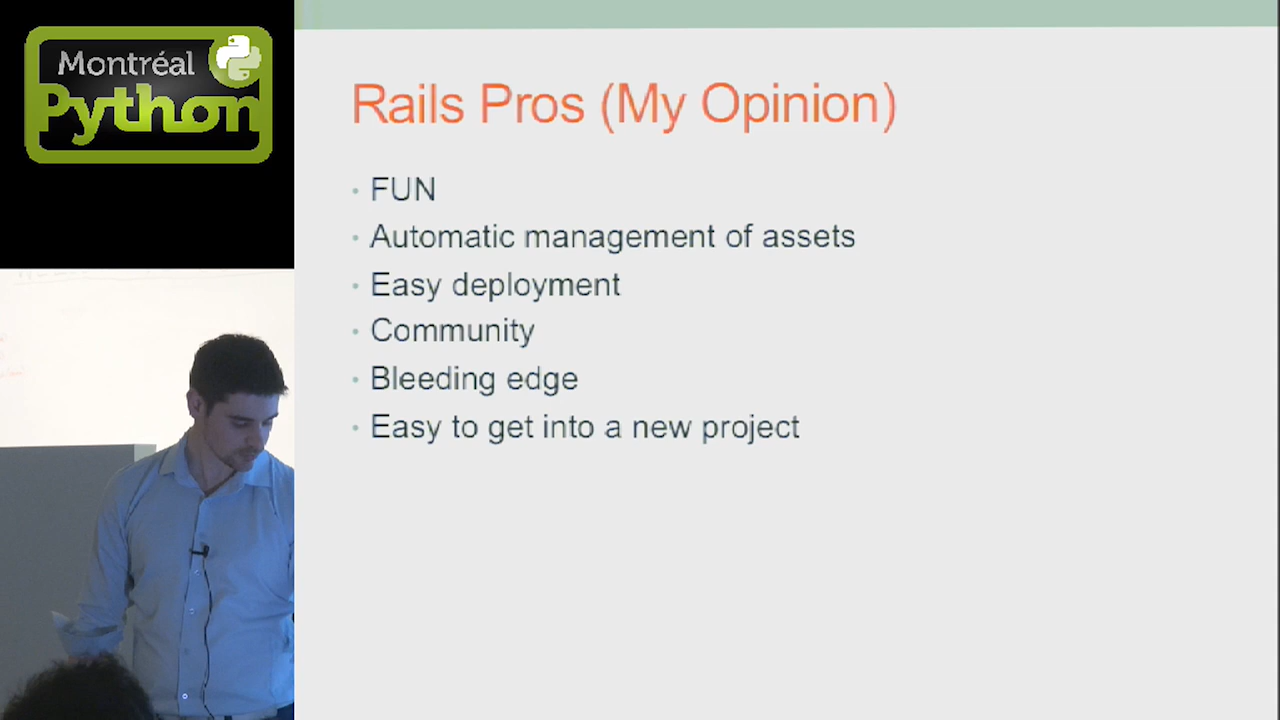 Montréal
Python
Rails Pros (My Opinion)
• FUN
• Automatic management of assets
• Easy deployment
• Community
• Bleeding edge
• Easy to get into a new project